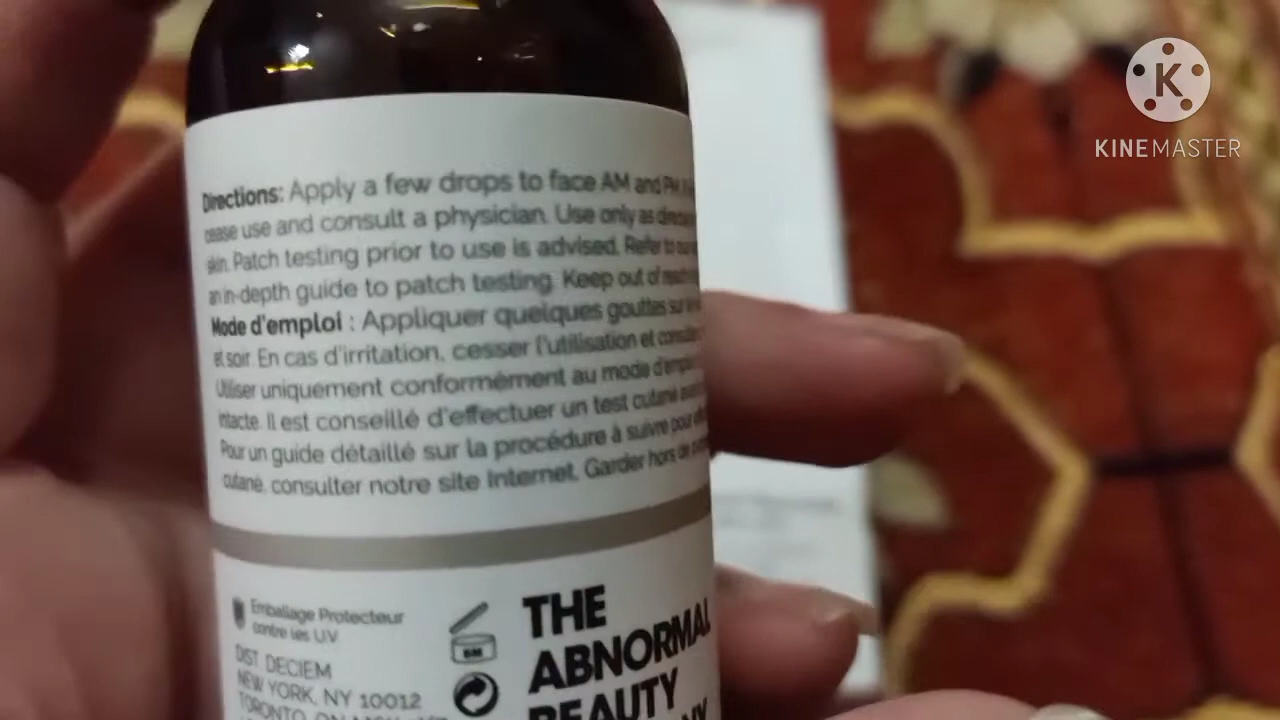 Directions: Apply a few drops to face AM and PM.
cease use and consult a physician. Use only as
skin. Patch testing prior to use is advised. Refer to
an in-depth guide to patch testing. Keep out of
Mode d'emploi : Appliquer quelques gouttes sur
et soir. En cas d'irritation, cesser l'utilisation et
Utiliser uniquement conformément au mode
intacte. Il est conseillé d'effectuer un test cutané
Pour un guide détaillé sur la procédure à suivre pour
cutané, consulter notre site Internet. Garder hors de
Emballage Protecteur
contre les UV
DIST. DECIEM
NEW YORK, NY 10012
TORONTO, ON
6M
THE
ABNORMAL
BEAUTY
KINEMASTER